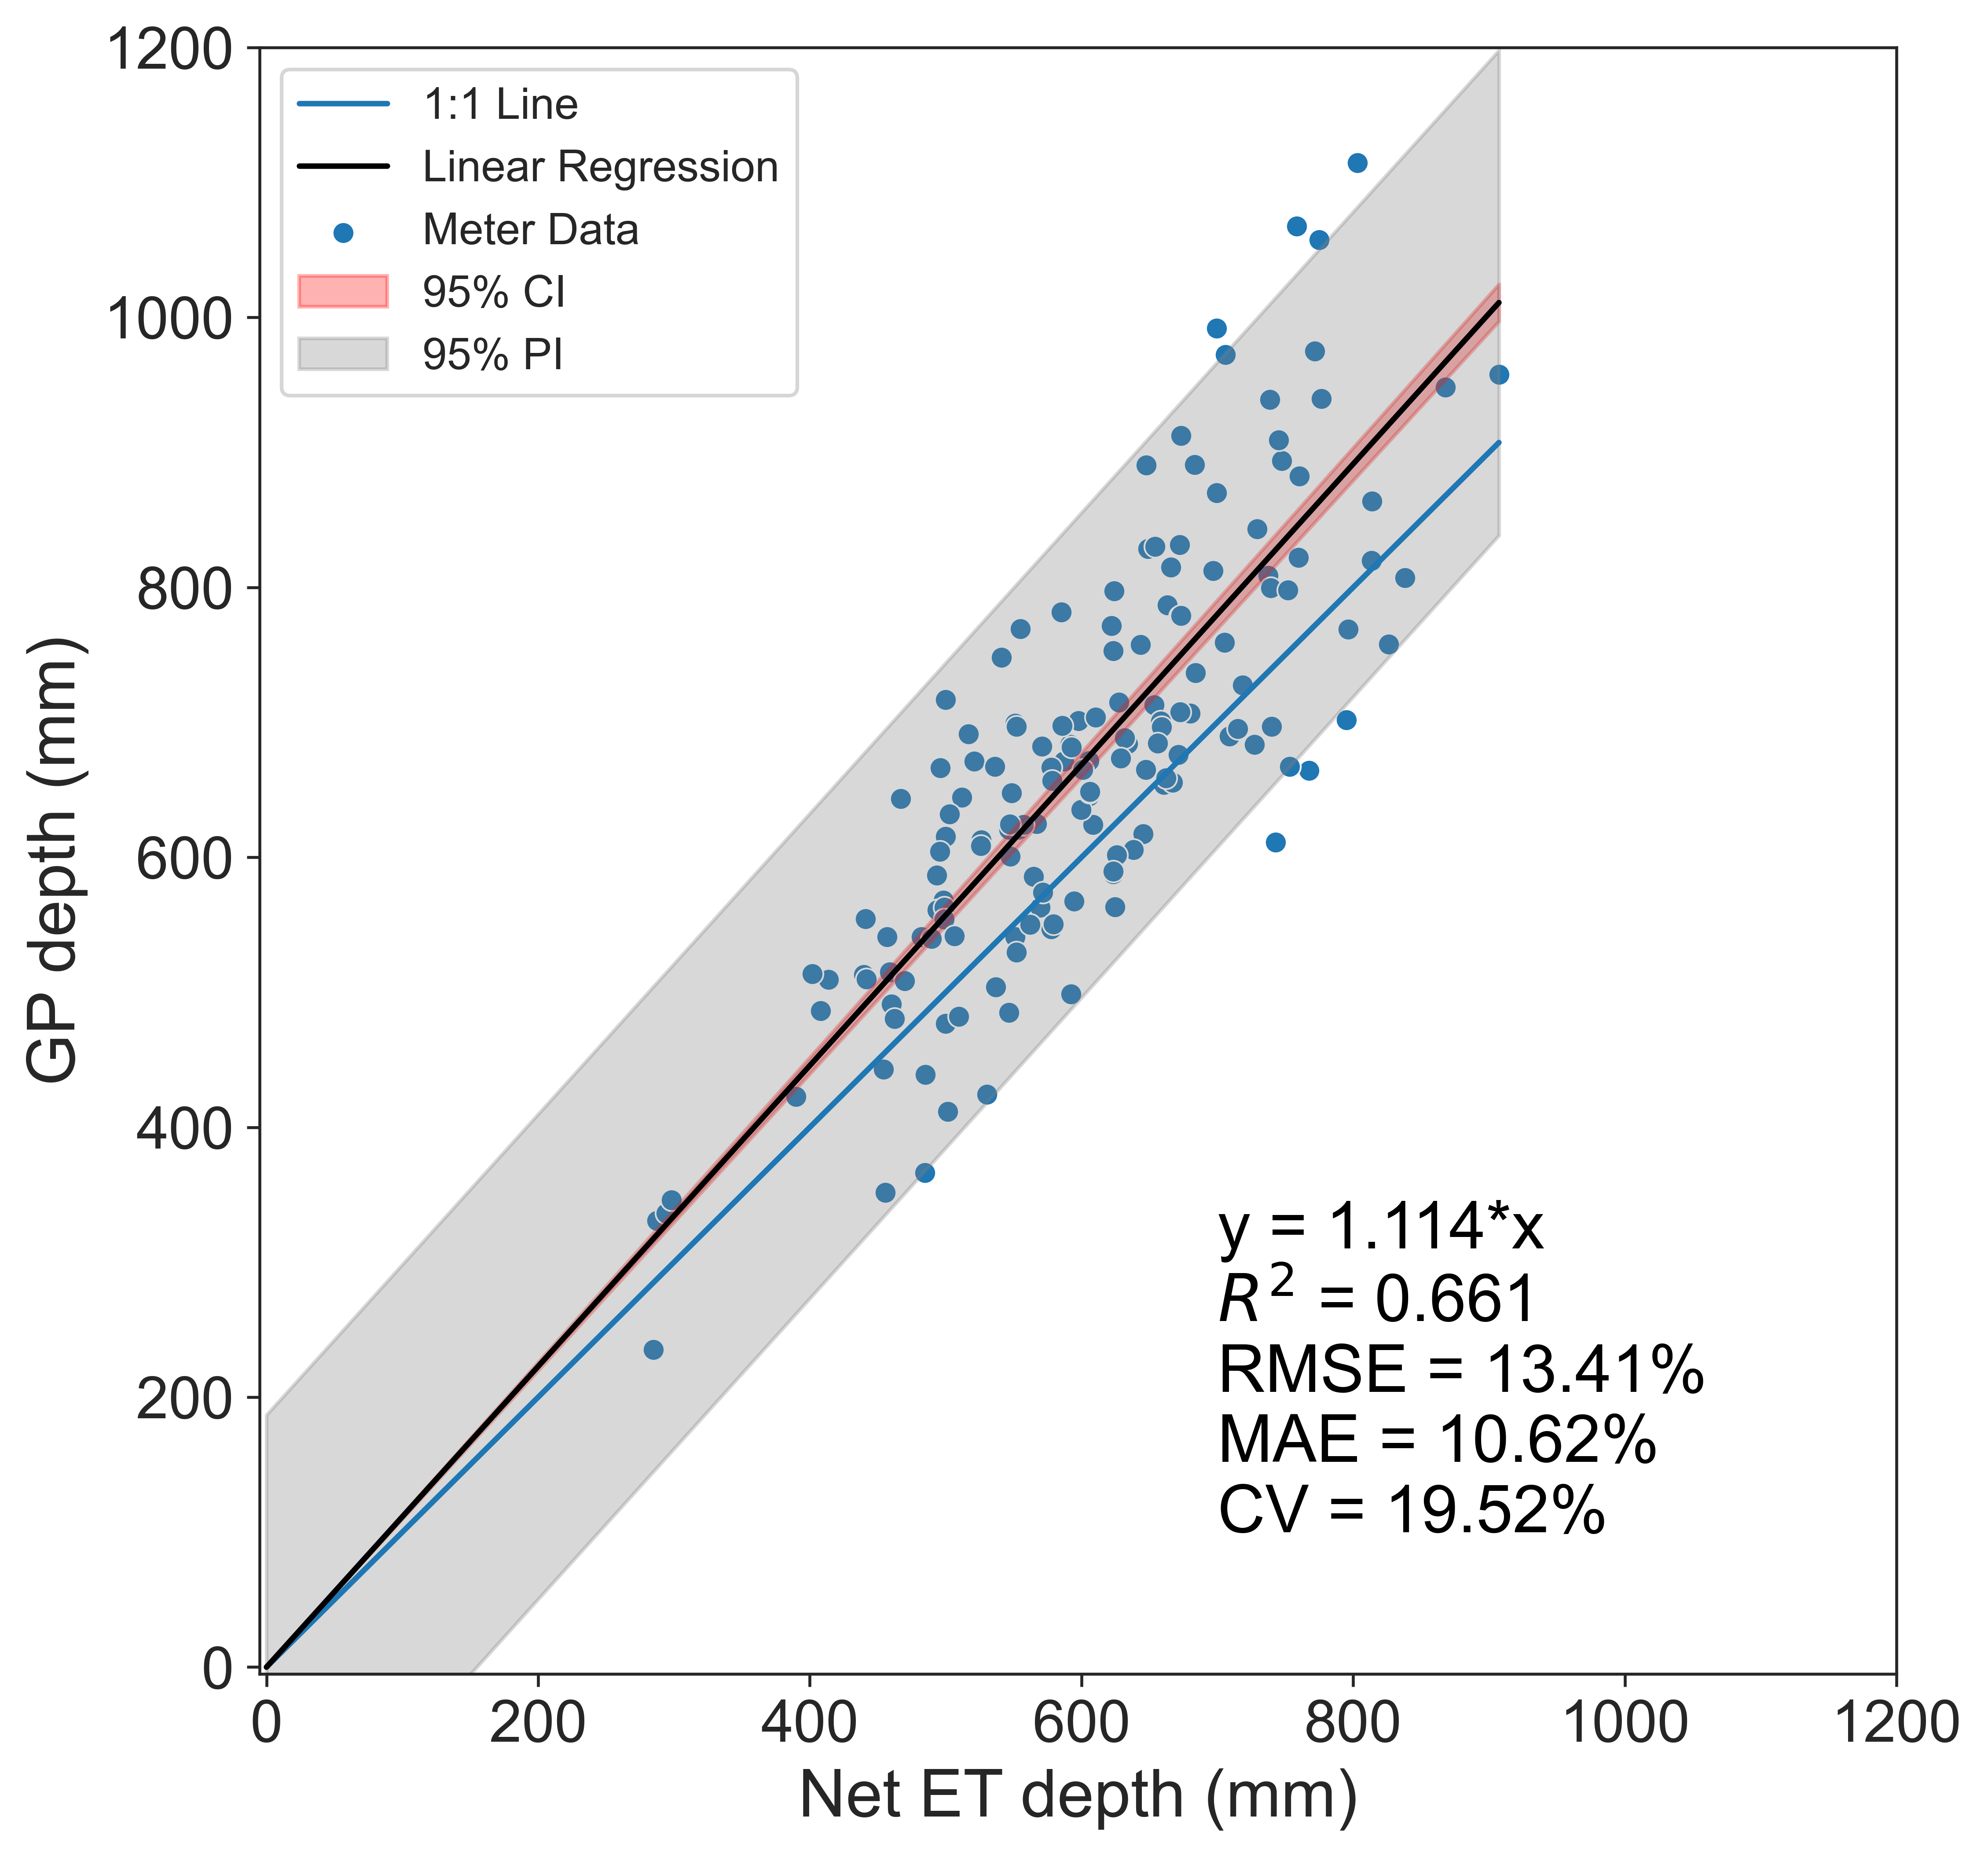 1200
1000
800
600
400
200
0
GP depth (mm)
1:1 Line
Linear Regression
Meter Data
95% CI
95% PI
y = 1.114*x
R² = 0.661
RMSE = 13.41%
MAE = 10.62%
CV = 19.52%
0 200 400 600 800 1000 1200
Net ET depth (mm)